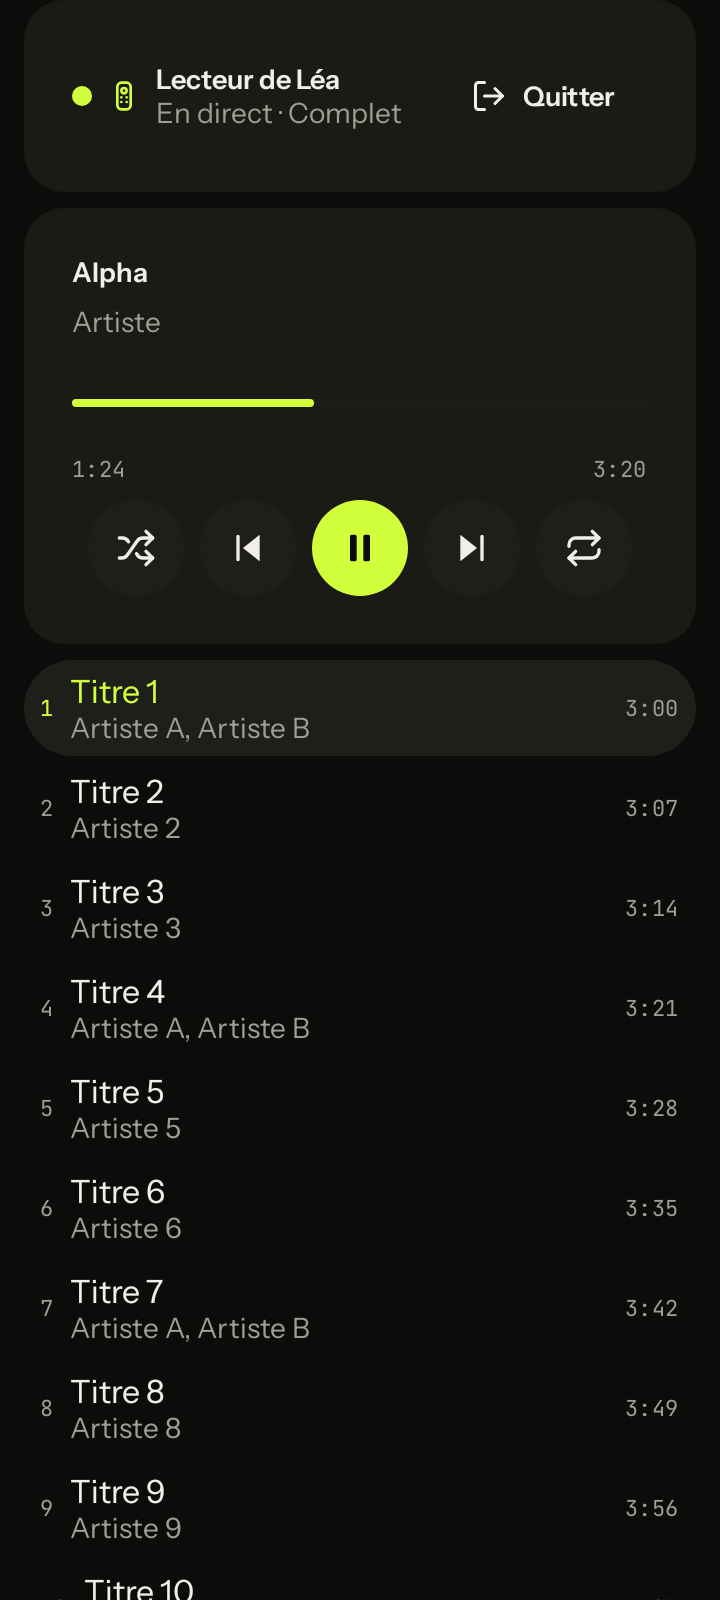 Lecteur de Léa
En direct · Complet
Quitter
Alpha
Artiste
1:24
3:20
1 Titre 1 3:00
Artiste A, Artiste B
2 Titre 2 3:07
Artiste 2
3 Titre 3 3:14
Artiste 3
4 Titre 4 3:21
Artiste A, Artiste B
5 Titre 5 3:28
Artiste 5
6 Titre 6 3:35
Artiste 6
7 Titre 7 3:42
Artiste A, Artiste B
8 Titre 8 3:49
Artiste 8
9 Titre 9 3:56
Artiste 9
Titre 10